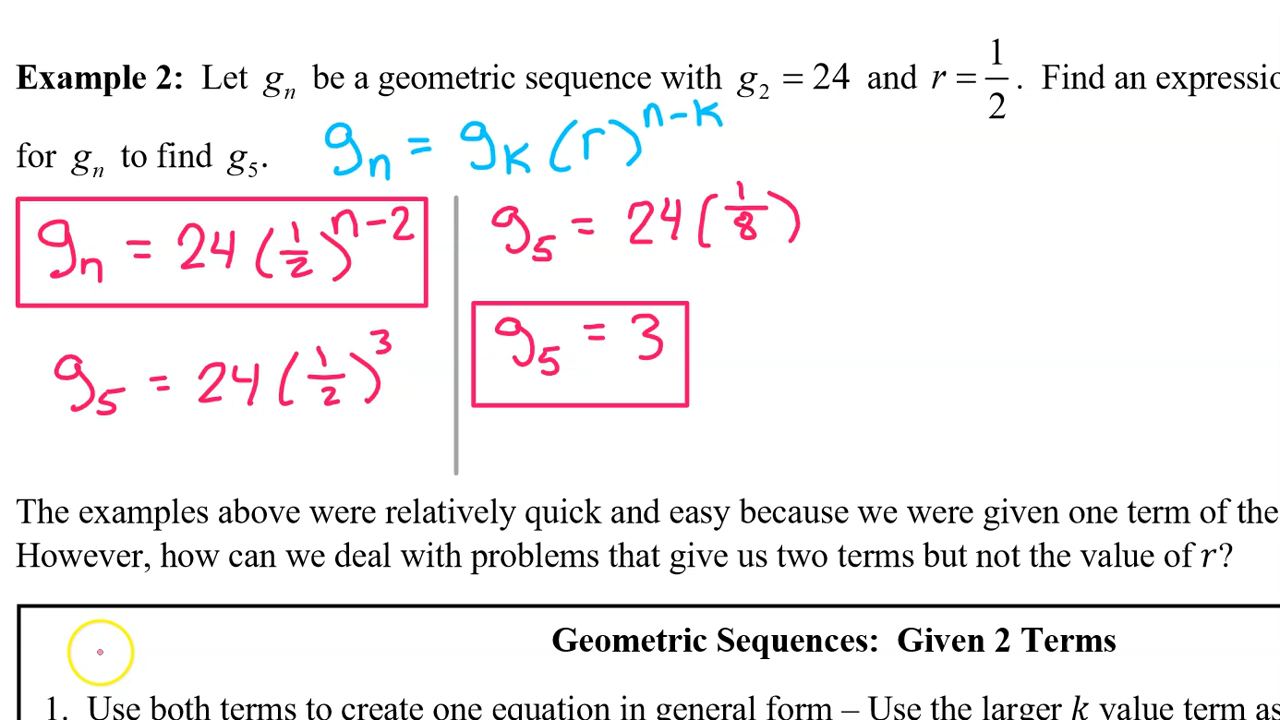 Example 2: Let gₙ be a geometric sequence with g₂ = 24 and r = 1/2. Find an expressio
for gₙ to find g₅.
gₙ = gₖ(r)ⁿ⁻ᵏ
gₙ = 24(1/2)ⁿ⁻²
g₅ = 24(1/8)
g₅ = 24(1/2)³
g₅ = 3
The examples above were relatively quick and easy because we were given one term of the
However, how can we deal with problems that give us two terms but not the value of r?
Geometric Sequences: Given 2 Terms
1. Use both terms to create one equation in general form – Use the larger k value term as